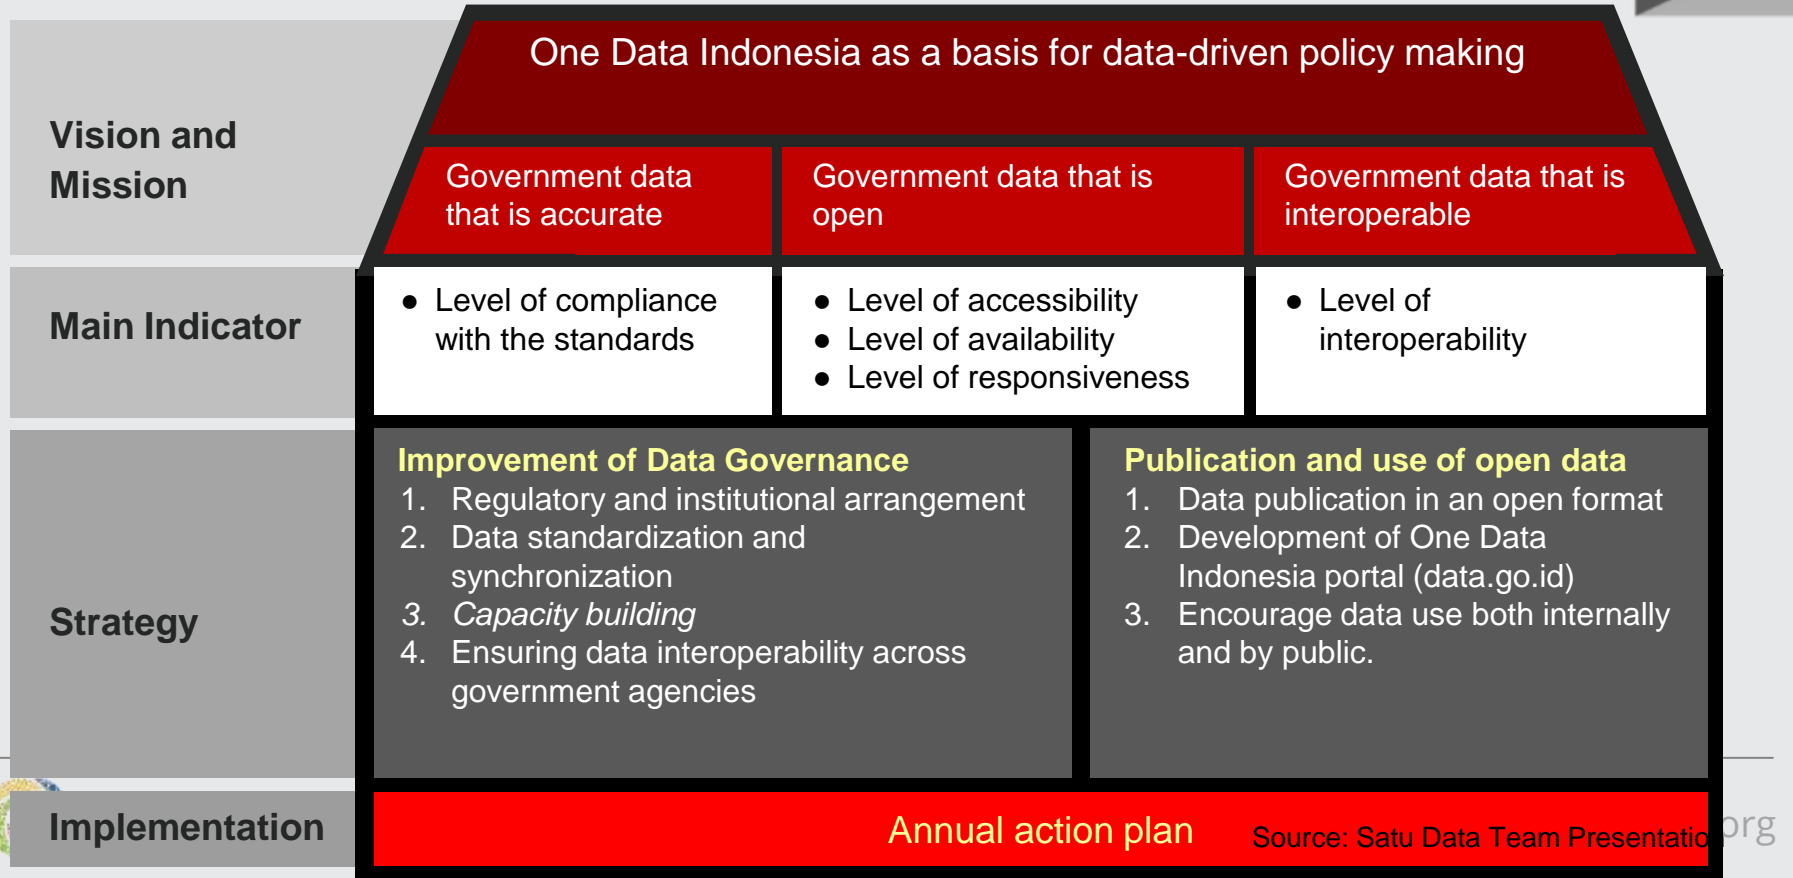 One Data Indonesia as a basis for data-driven policy making
Vision and
Mission
Government data
that is accurate
Government data that is
open
Government data that is
interoperable
Main Indicator
● Level of compliance
with the standards
● Level of accessibility
● Level of availability
● Level of responsiveness
● Level of
interoperability
Strategy
Improvement of Data Governance
1. Regulatory and institutional arrangement
2. Data standardization and
synchronization
3. Capacity building
4. Ensuring data interoperability across
government agencies
Publication and use of open data
1. Data publication in an open format
2. Development of One Data
Indonesia portal (data.go.id)
3. Encourage data use both internally
and by public.
Implementation
Annual action plan
Source: Satu Data Team Presentatio
org